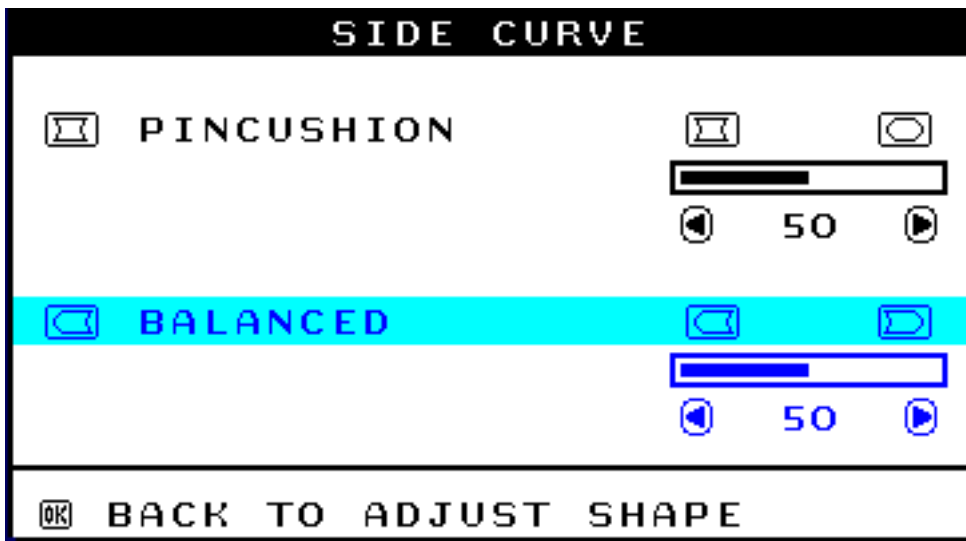 SIDE CURVE
PINCUSHION
50
BALANCED
50
OK BACK TO ADJUST SHAPE